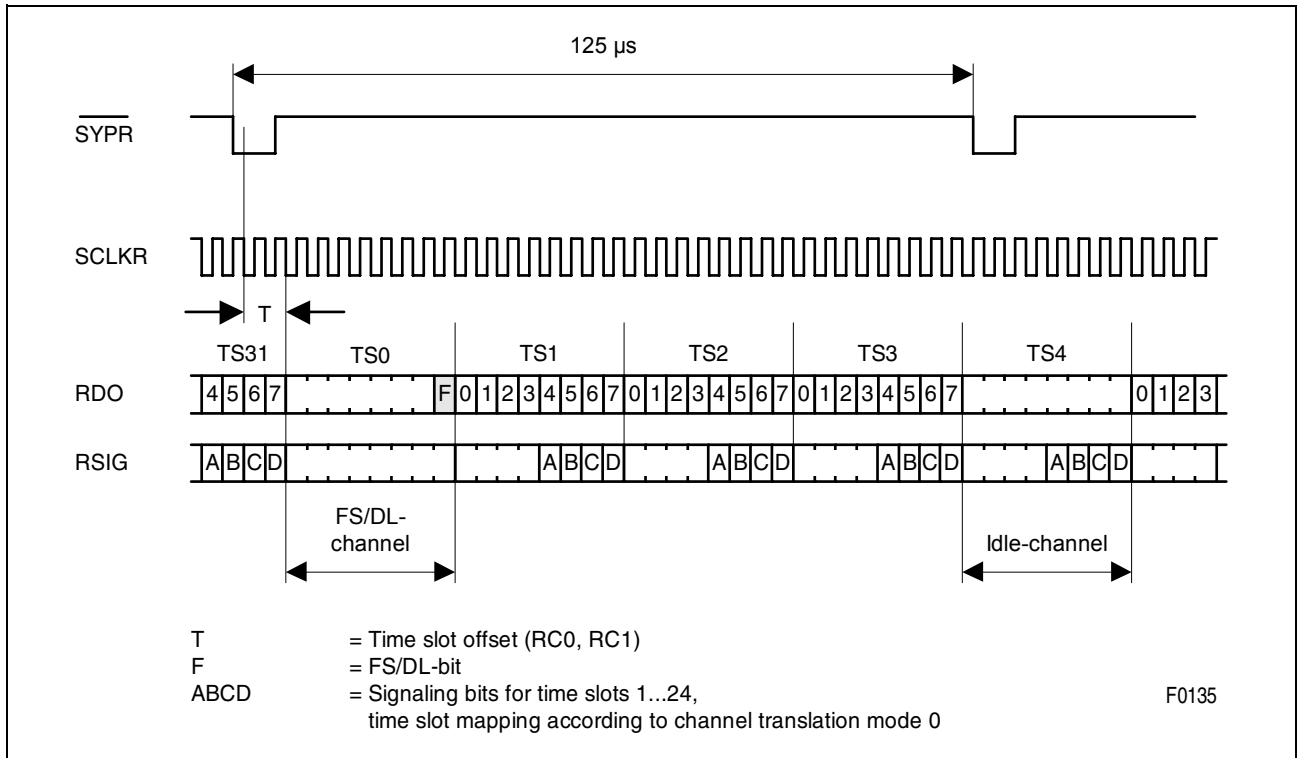 125 µs
SYPR
SCLKR
T
TS31 TS0 TS1 TS2 TS3 TS4
RDO 4 5 6 7 F 0 1 2 3 4 5 6 7 0 1 2 3 4 5 6 7 0 1 2 3 4 5 6 7 0 1 2 3
RSIG A B C D A B C D A B C D A B C D A B C D
FS/DL-
channel
Idle-channel
T = Time slot offset (RC0, RC1)
F = FS/DL-bit
ABCD = Signaling bits for time slots 1...24,
time slot mapping according to channel translation mode 0
F0135